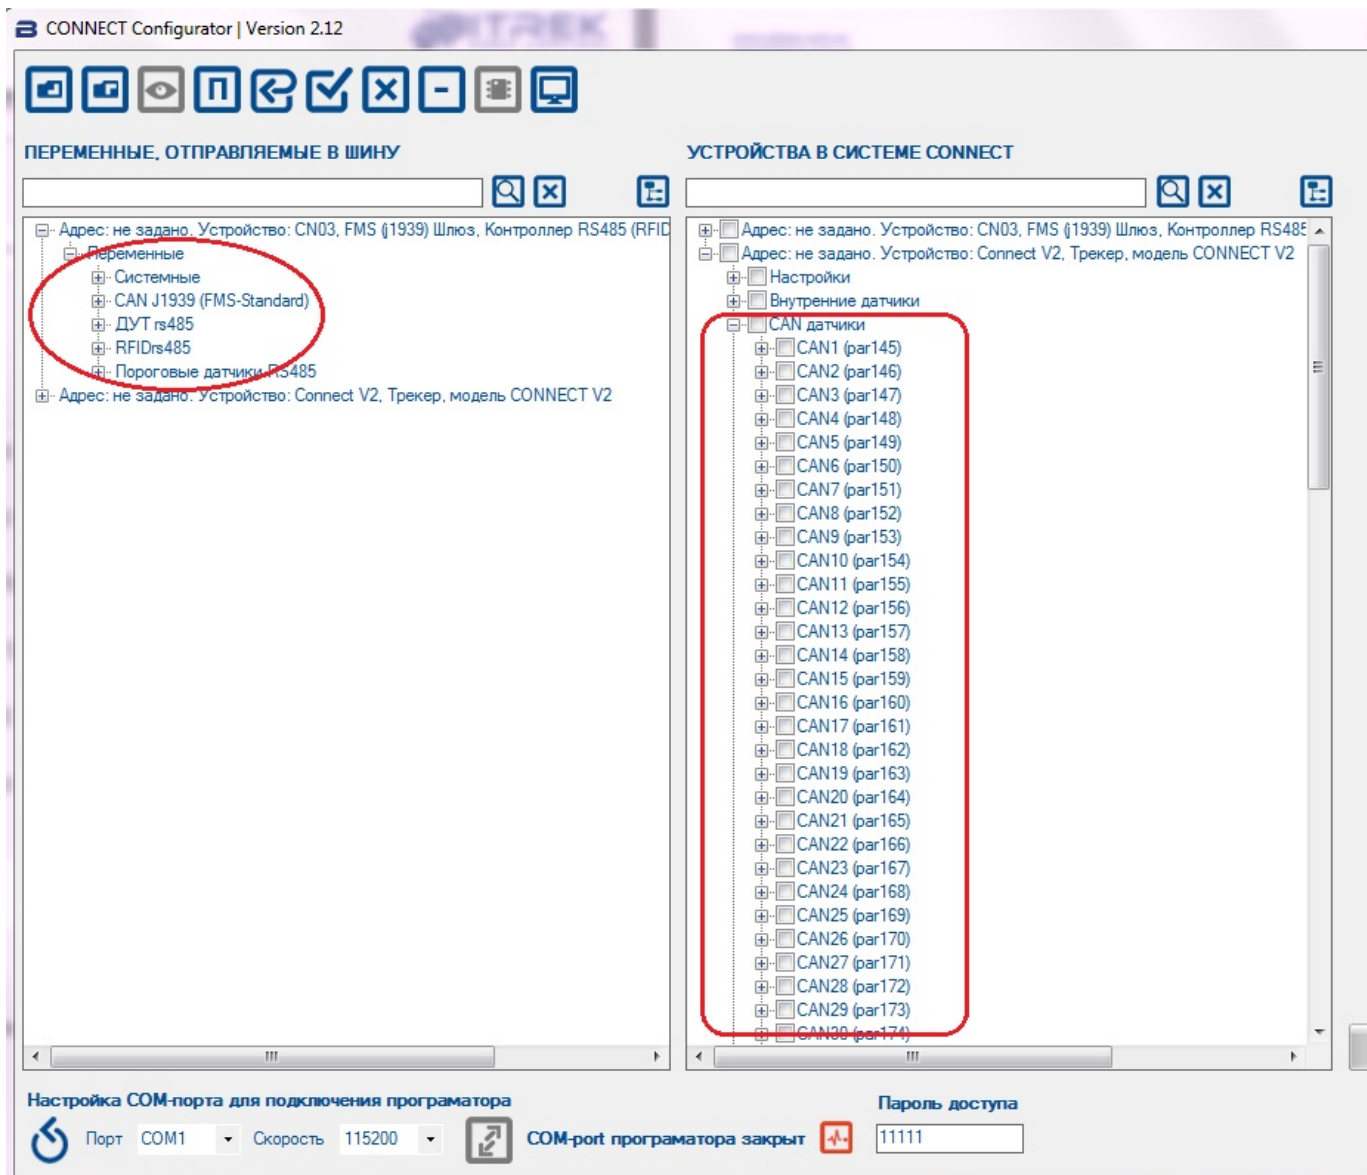 CONNECT Configurator | Version 2.12
BITREK
П
ПЕРЕМЕННЫЕ, ОТПРАВЛЯЕМЫЕ В ШИНУ
УСТРОЙСТВА В СИСТЕМЕ CONNECT
Адрес: не задано. Устройство: CN03, FMS (j1939) Шлюз, Контроллер RS485 (RFID
Переменные
Системные
CAN J1939 (FMS-Standard)
ДУТ rs485
RFIDrs485
Пороговые датчики RS485
Адрес: не задано. Устройство: Connect V2, Трекер, модель CONNECT V2
Адрес: не задано. Устройство: CN03, FMS (j1939) Шлюз, Контроллер RS485
Адрес: не задано. Устройство: Connect V2, Трекер, модель CONNECT V2
Настройки
Внутренние датчики
CAN датчики
CAN1 (par145)
CAN2 (par146)
CAN3 (par147)
CAN4 (par148)
CAN5 (par149)
CAN6 (par150)
CAN7 (par151)
CAN8 (par152)
CAN9 (par153)
CAN10 (par154)
CAN11 (par155)
CAN12 (par156)
CAN13 (par157)
CAN14 (par158)
CAN15 (par159)
CAN16 (par160)
CAN17 (par161)
CAN18 (par162)
CAN19 (par163)
CAN20 (par164)
CAN21 (par165)
CAN22 (par166)
CAN23 (par167)
CAN24 (par168)
CAN25 (par169)
CAN26 (par170)
CAN27 (par171)
CAN28 (par172)
CAN29 (par173)
CAN30 (par174)
Настройка COM-порта для подключения програматора
Порт COM1 Скорость 115200
COM-port програматора закрыт
Пароль доступа
11111